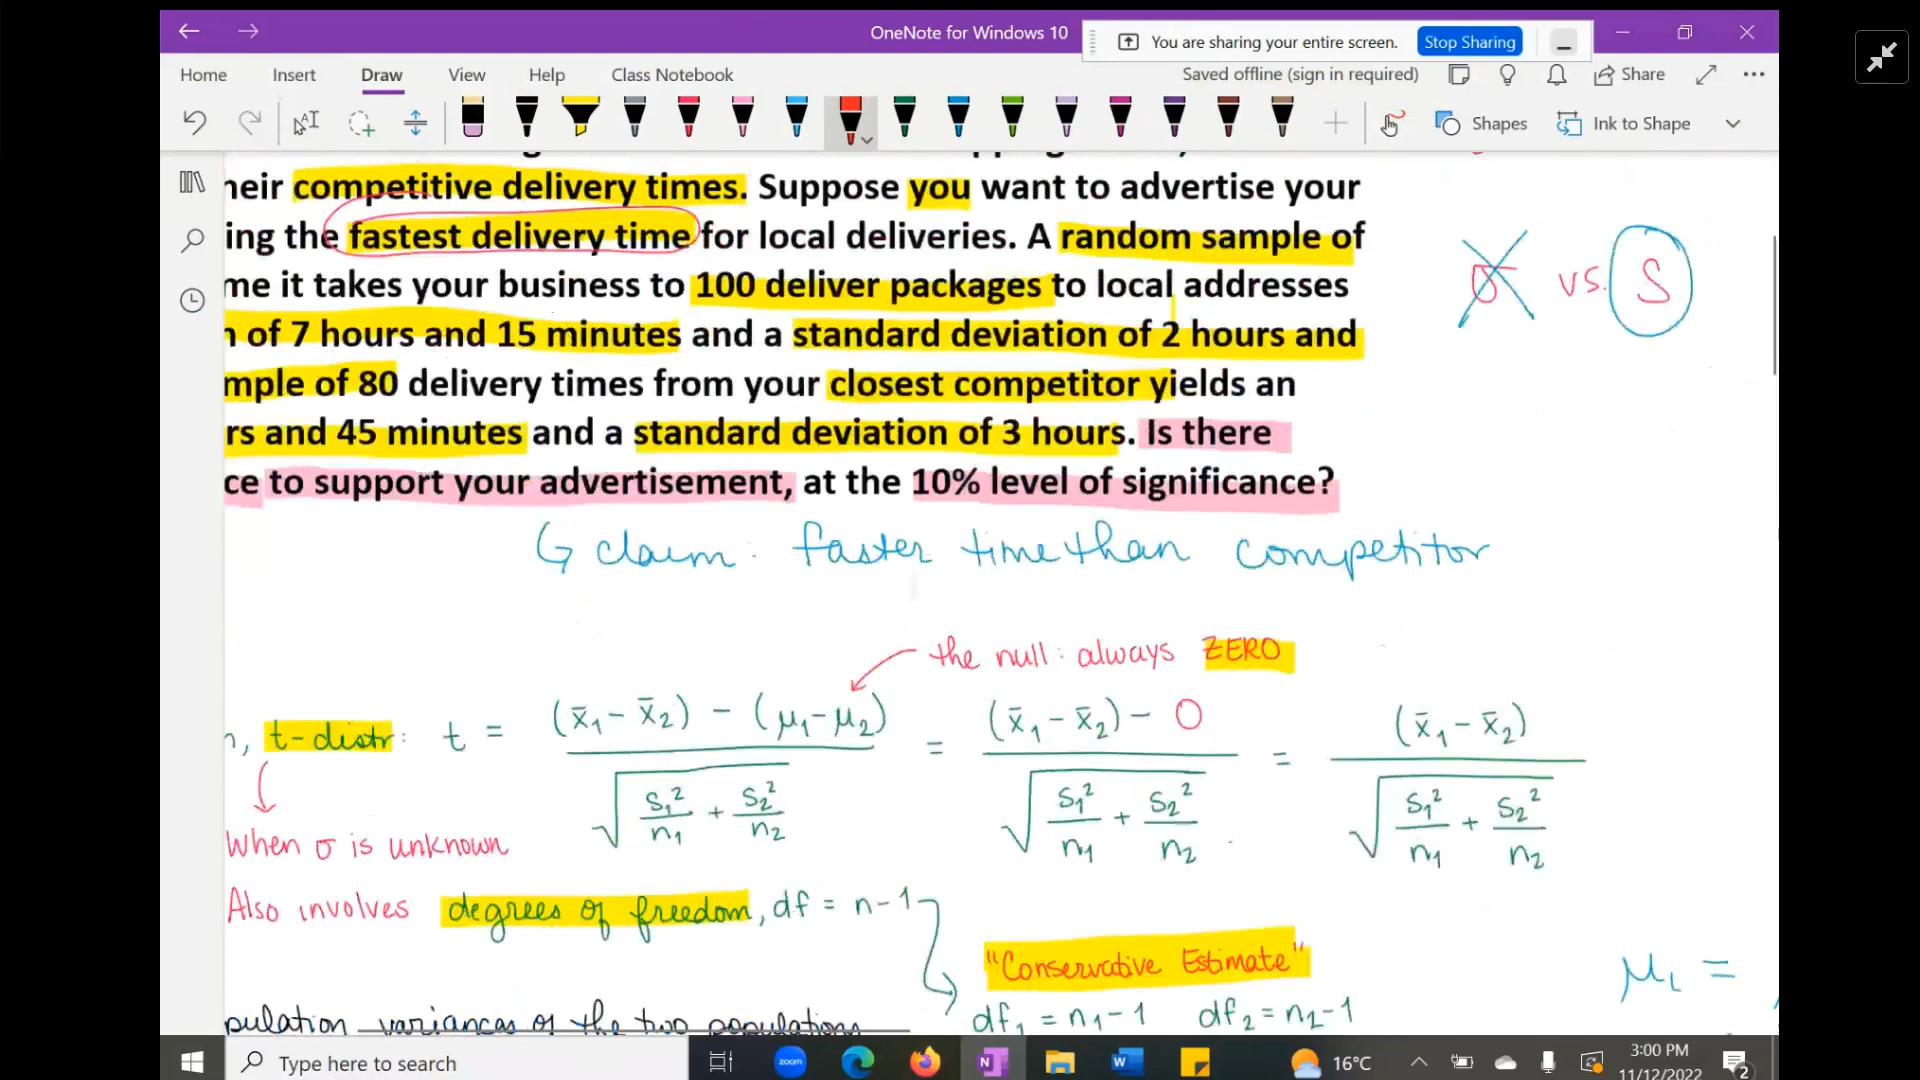 OneNote for Windows 10
You are sharing your entire screen. Stop Sharing
Home Insert Draw View Help Class Notebook
Saved offline (sign in required) Share
Shapes Ink to Shape
heir competitive delivery times. Suppose you want to advertise your
ing the fastest delivery time for local deliveries. A random sample of
me it takes your business to 100 deliver packages to local addresses
n of 7 hours and 15 minutes and a standard deviation of 2 hours and
mple of 80 delivery times from your closest competitor yields an
rs and 45 minutes and a standard deviation of 3 hours. Is there
ce to support your advertisement, at the 10% level of significance?
σ vs. S
claim: faster time than competitor
the null: always ZERO
n, t-distr: t = (x̄₁ - x̄₂) - (μ₁-μ₂) / √(s₁²/n₁ + s₂²/n₂) = (x̄₁ - x̄₂) - 0 / √(s₁²/n₁ + s₂²/n₂) = (x̄₁ - x̄₂) / √(s₁²/n₁ + s₂²/n₂)
When σ is unknown
Also involves degrees of freedom, df = n-1
"Conservative Estimate"
df₁ = n₁-1 df₂ = n₂-1
μ₁ =
pulation variances of the two populations
Type here to search
zoom
16°C
3:00 PM
11/12/2022
2